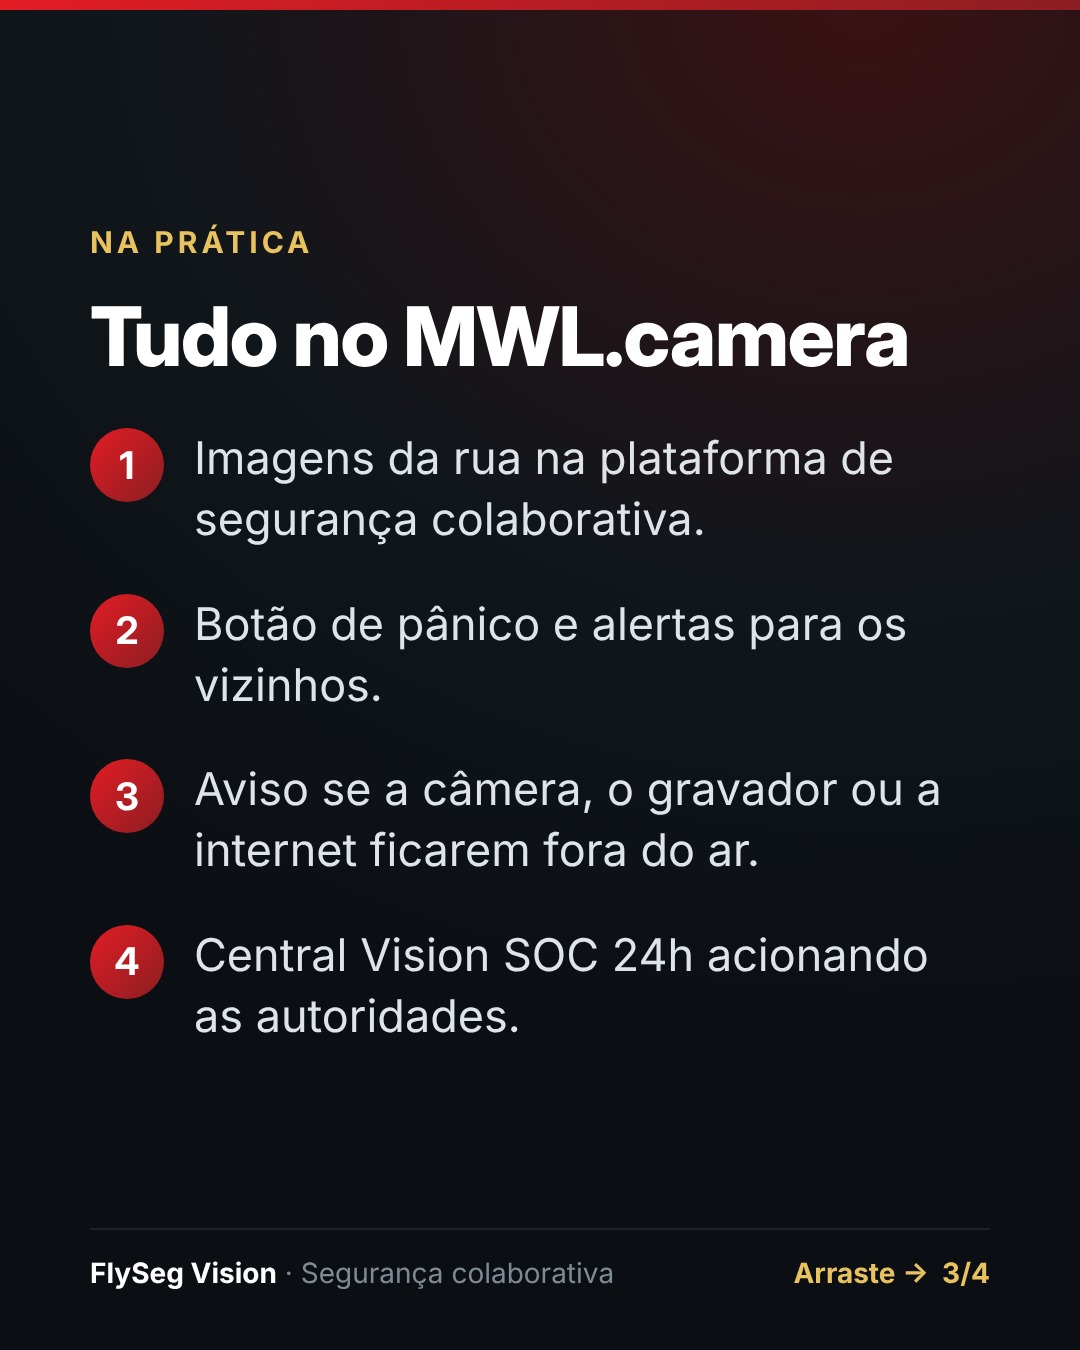 NA PRÁTICA
Tudo no MWL.camera
1 Imagens da rua na plataforma de
segurança colaborativa.
2 Botão de pânico e alertas para os
vizinhos.
3 Aviso se a câmera, o gravador ou a
internet ficarem fora do ar.
4 Central Vision SOC 24h acionando
as autoridades.
FlySeg Vision · Segurança colaborativa
Arraste → 3/4